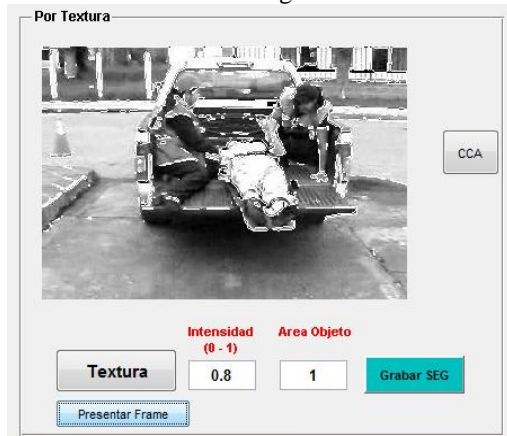 Por Textura
CCA
Intensidad
(0 - 1)
Area Objeto
Textura
0.8
1
Grabar SEG
Presentar Frame